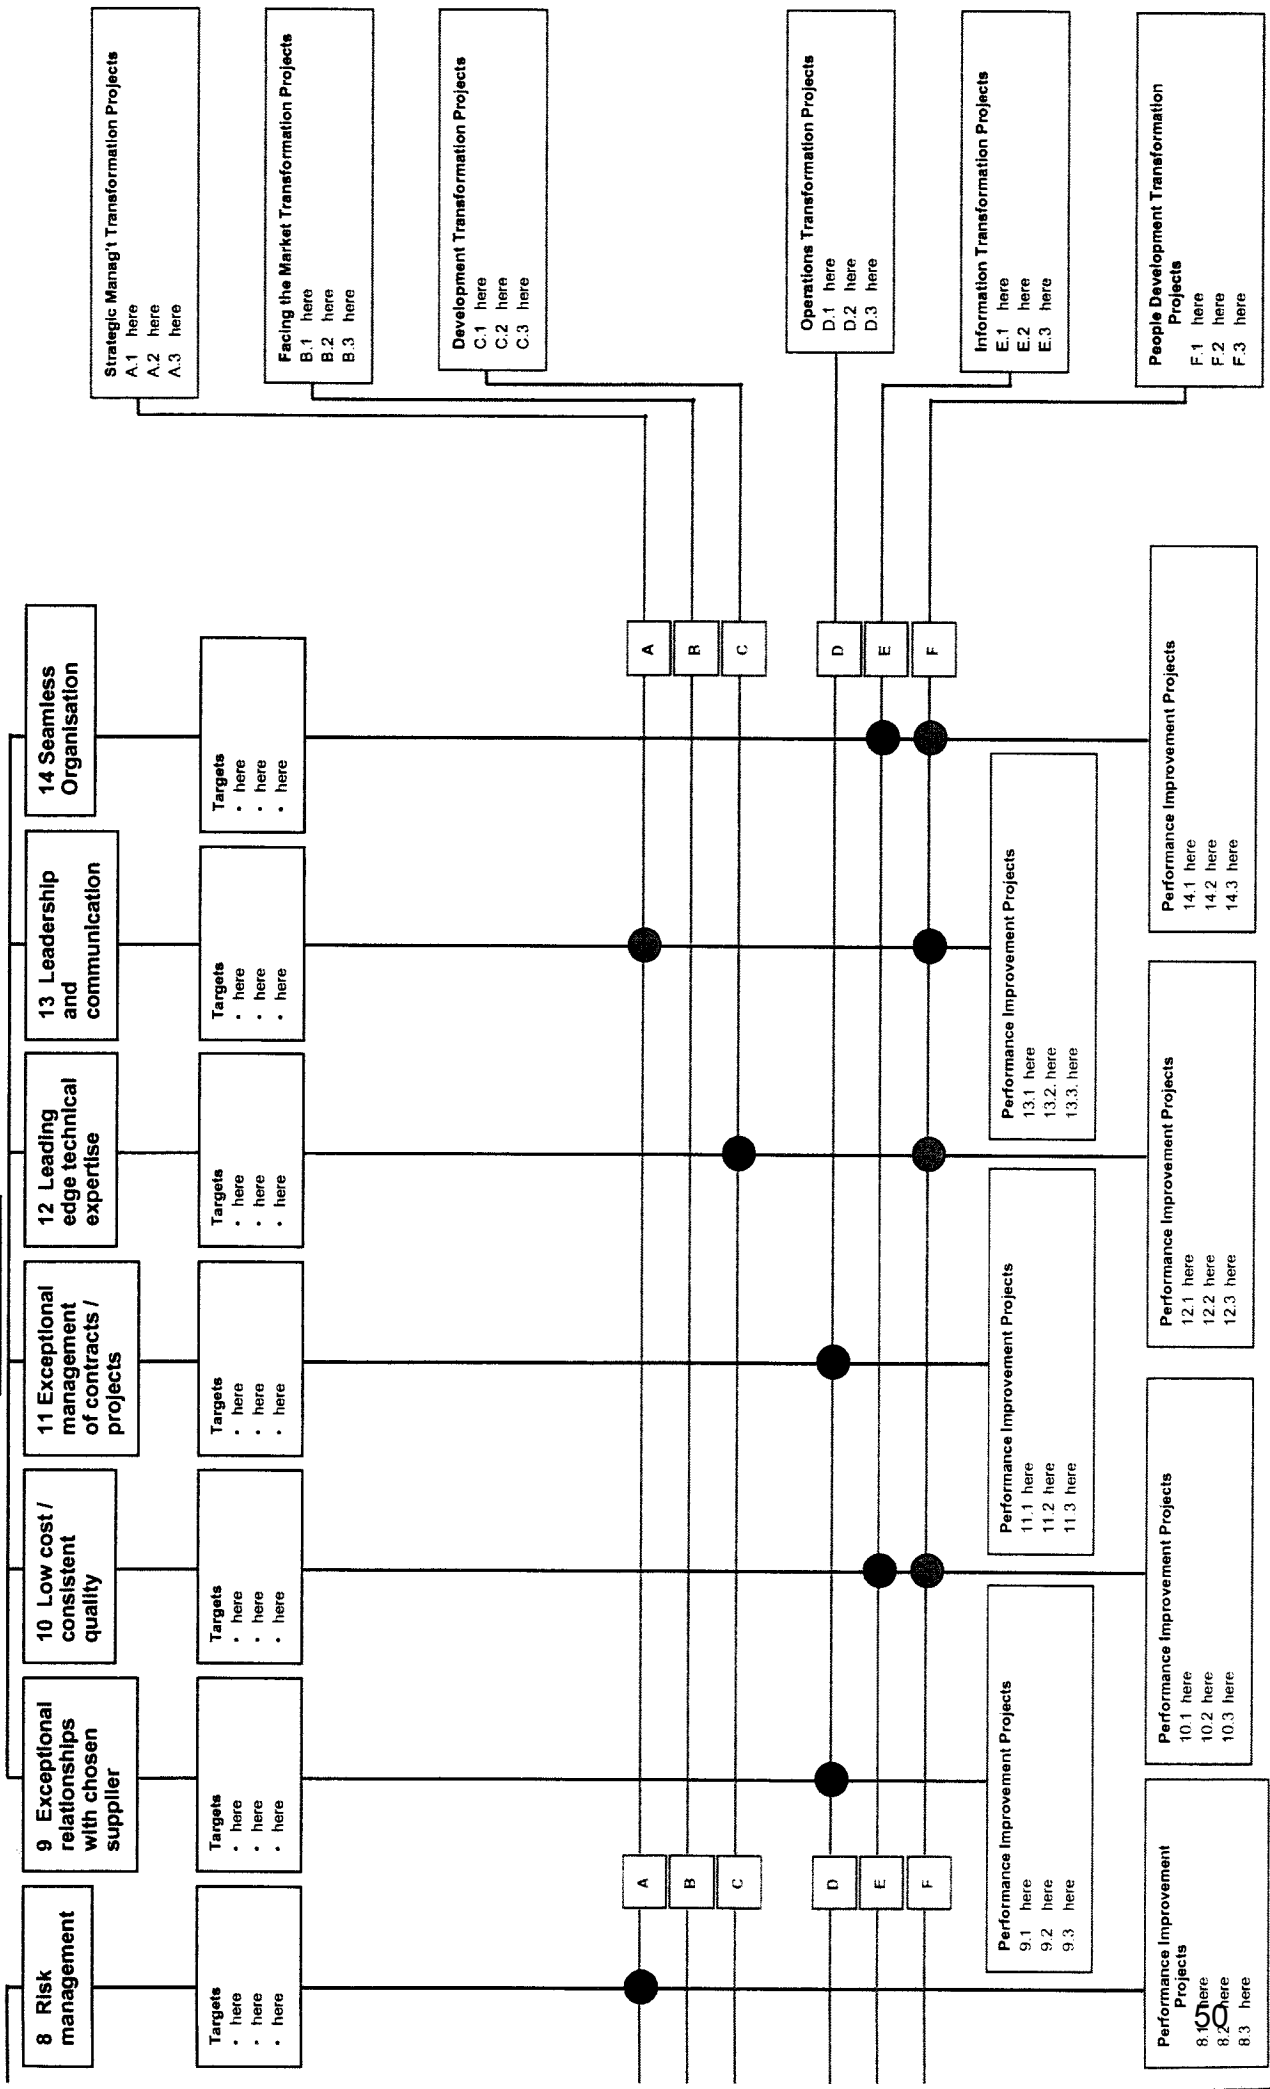 8 Risk
management
9 Exceptional
relationships
with chosen
supplier
10 Low cost /
consistent
quality
11 Exceptional
management
of contracts /
projects
12 Leading
edge technical
expertise
13 Leadership
and
communication
14 Seamless
Organisation
Targets
• here
• here
• here
Targets
• here
• here
• here
Targets
• here
• here
• here
Targets
• here
• here
• here
Targets
• here
• here
• here
Targets
• here
• here
• here
Targets
• here
• here
• here
A
B
C
D
E
F
A
B
C
D
E
F
Strategic Manag't Transformation Projects
A.1 here
A.2 here
A.3 here
Facing the Market Transformation Projects
B.1 here
B.2 here
B.3 here
Development Transformation Projects
C.1 here
C.2 here
C.3 here
Operations Transformation Projects
D.1 here
D.2 here
D.3 here
Information Transformation Projects
E.1 here
E.2 here
E.3 here
People Development Transformation
Projects
F.1 here
F.2 here
F.3 here
Performance Improvement Projects
9.1 here
9.2 here
9.3 here
Performance Improvement Projects
11.1 here
11.2 here
11.3 here
Performance Improvement Projects
13.1 here
13.2. here
13.3. here
Performance Improvement
Projects
8.1 here
8.2 here
8.3 here
Performance Improvement Projects
10.1 here
10.2 here
10.3 here
Performance Improvement Projects
12.1 here
12.2 here
12.3 here
Performance Improvement Projects
14.1 here
14.2 here
14.3 here
50